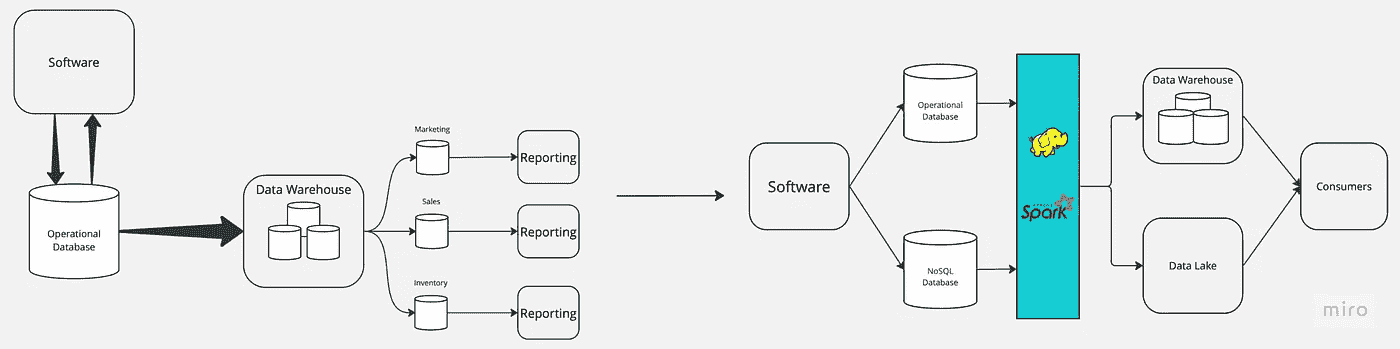 Software
Operational
Database
Data Warehouse
Marketing
Sales
Inventory
Reporting
Reporting
Reporting
Software
Operational
Database
NoSQL
Database
APACHE
Spark
Data Warehouse
Data Lake
Consumers
miro